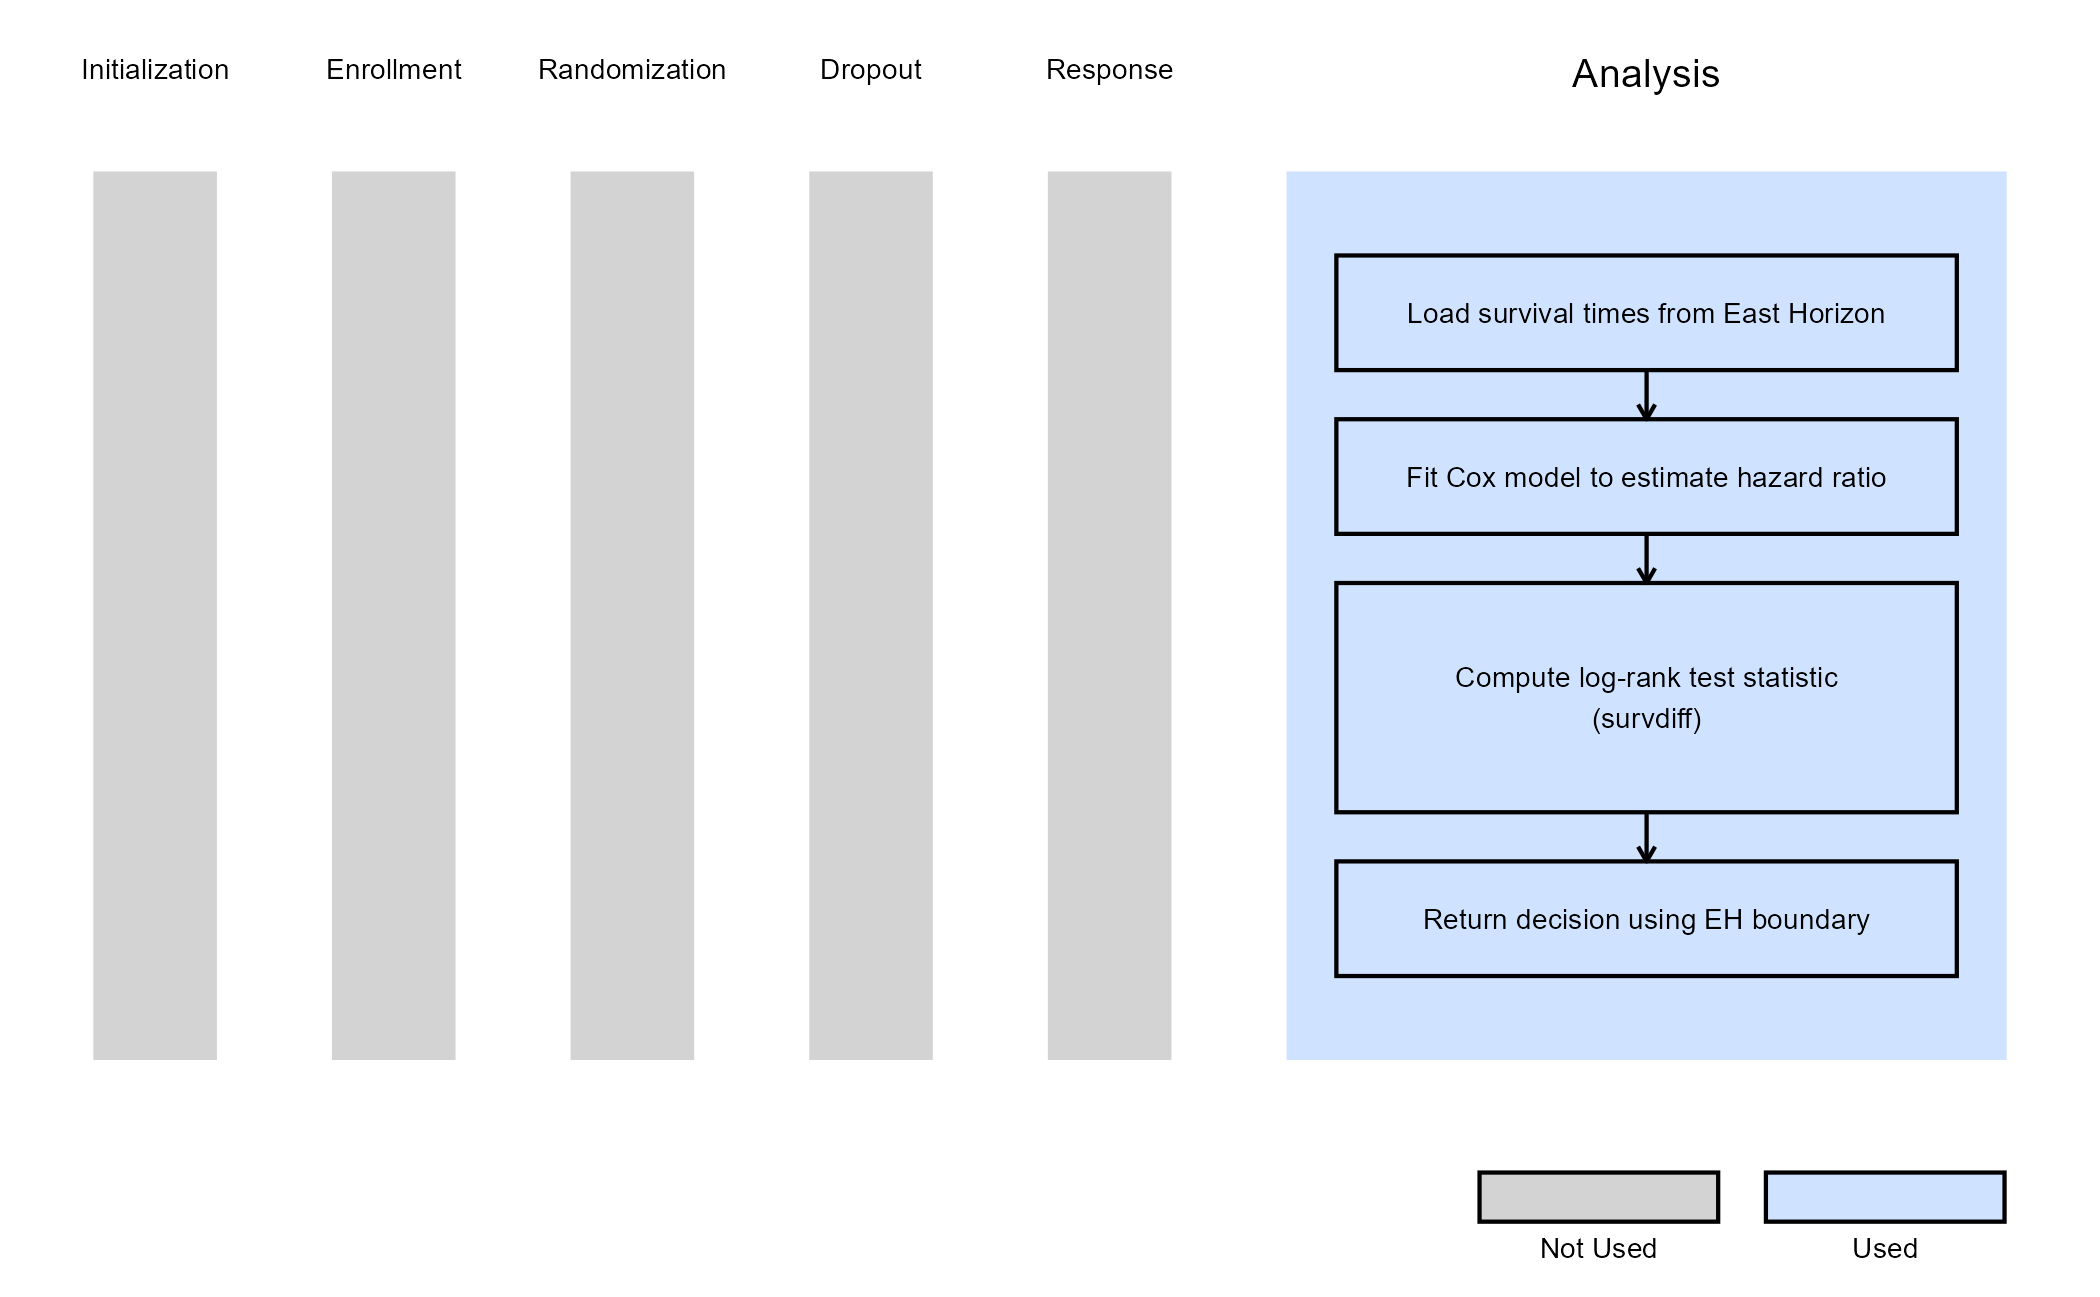 Initialization
Enrollment
Randomization
Dropout
Response
Analysis
Load survival times from East Horizon
Fit Cox model to estimate hazard ratio
Compute log-rank test statistic
(survdiff)
Return decision using EH boundary
Not Used
Used